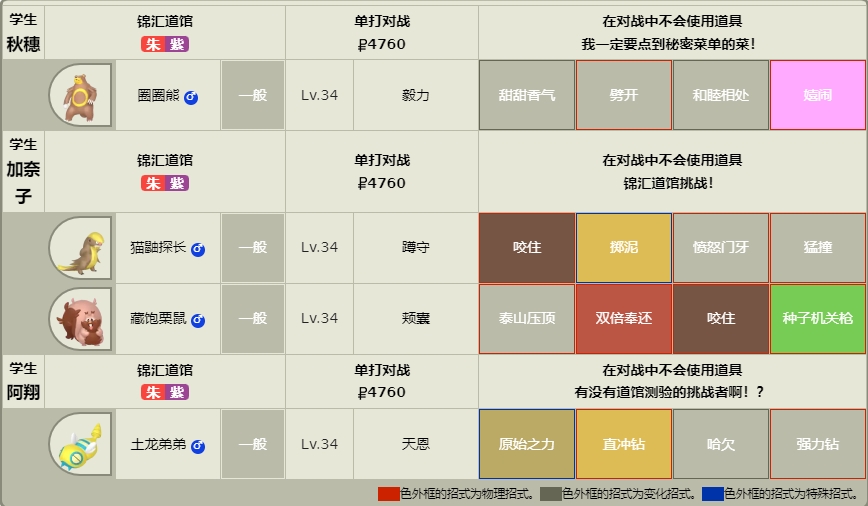 学生 锦汇道馆 单打对战 在对战中不会使用道具
秋穗 朱 紫 ₽4760 我一定要点到秘密菜单的菜！
圈圈熊♂ 一般 Lv.34 毅力 甜甜香气 劈开 和睦相处 嬉闹
学生
加奈子 锦汇道馆 单打对战 在对战中不会使用道具
朱 紫 ₽4760 锦汇道馆挑战！
猫鼬探长♂ 一般 Lv.34 蹲守 咬住 掷泥 愤怒门牙 猛撞
藏饱栗鼠♂ 一般 Lv.34 颊囊 泰山压顶 双倍奉还 咬住 种子机关枪
学生 锦汇道馆 单打对战 在对战中不会使用道具
阿翔 朱 紫 ₽4760 有没有道馆测验的挑战者啊！？
土龙弟弟♂ 一般 Lv.34 天恩 原始之力 直冲钻 哈欠 强力钻
色外框的招式为物理招式。 色外框的招式为变化招式。 色外框的招式为特殊招式。